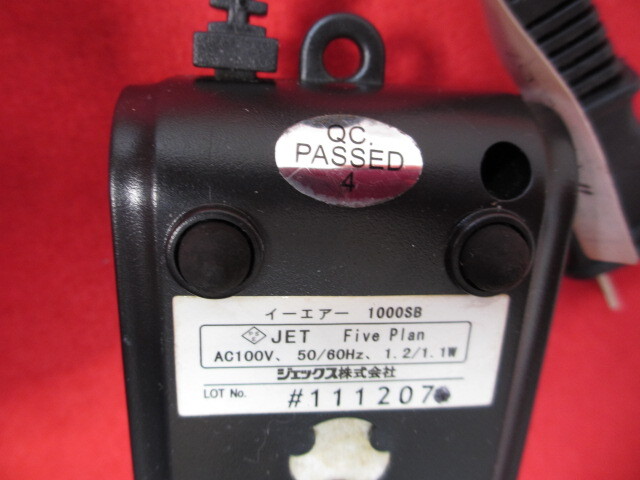 QC.
PASSED
4
イーエアー 1000SB
JET Five Plan
AC100V、 50/60Hz、 1.2/1.1W
ジェックス株式会社
LOT No. #111207